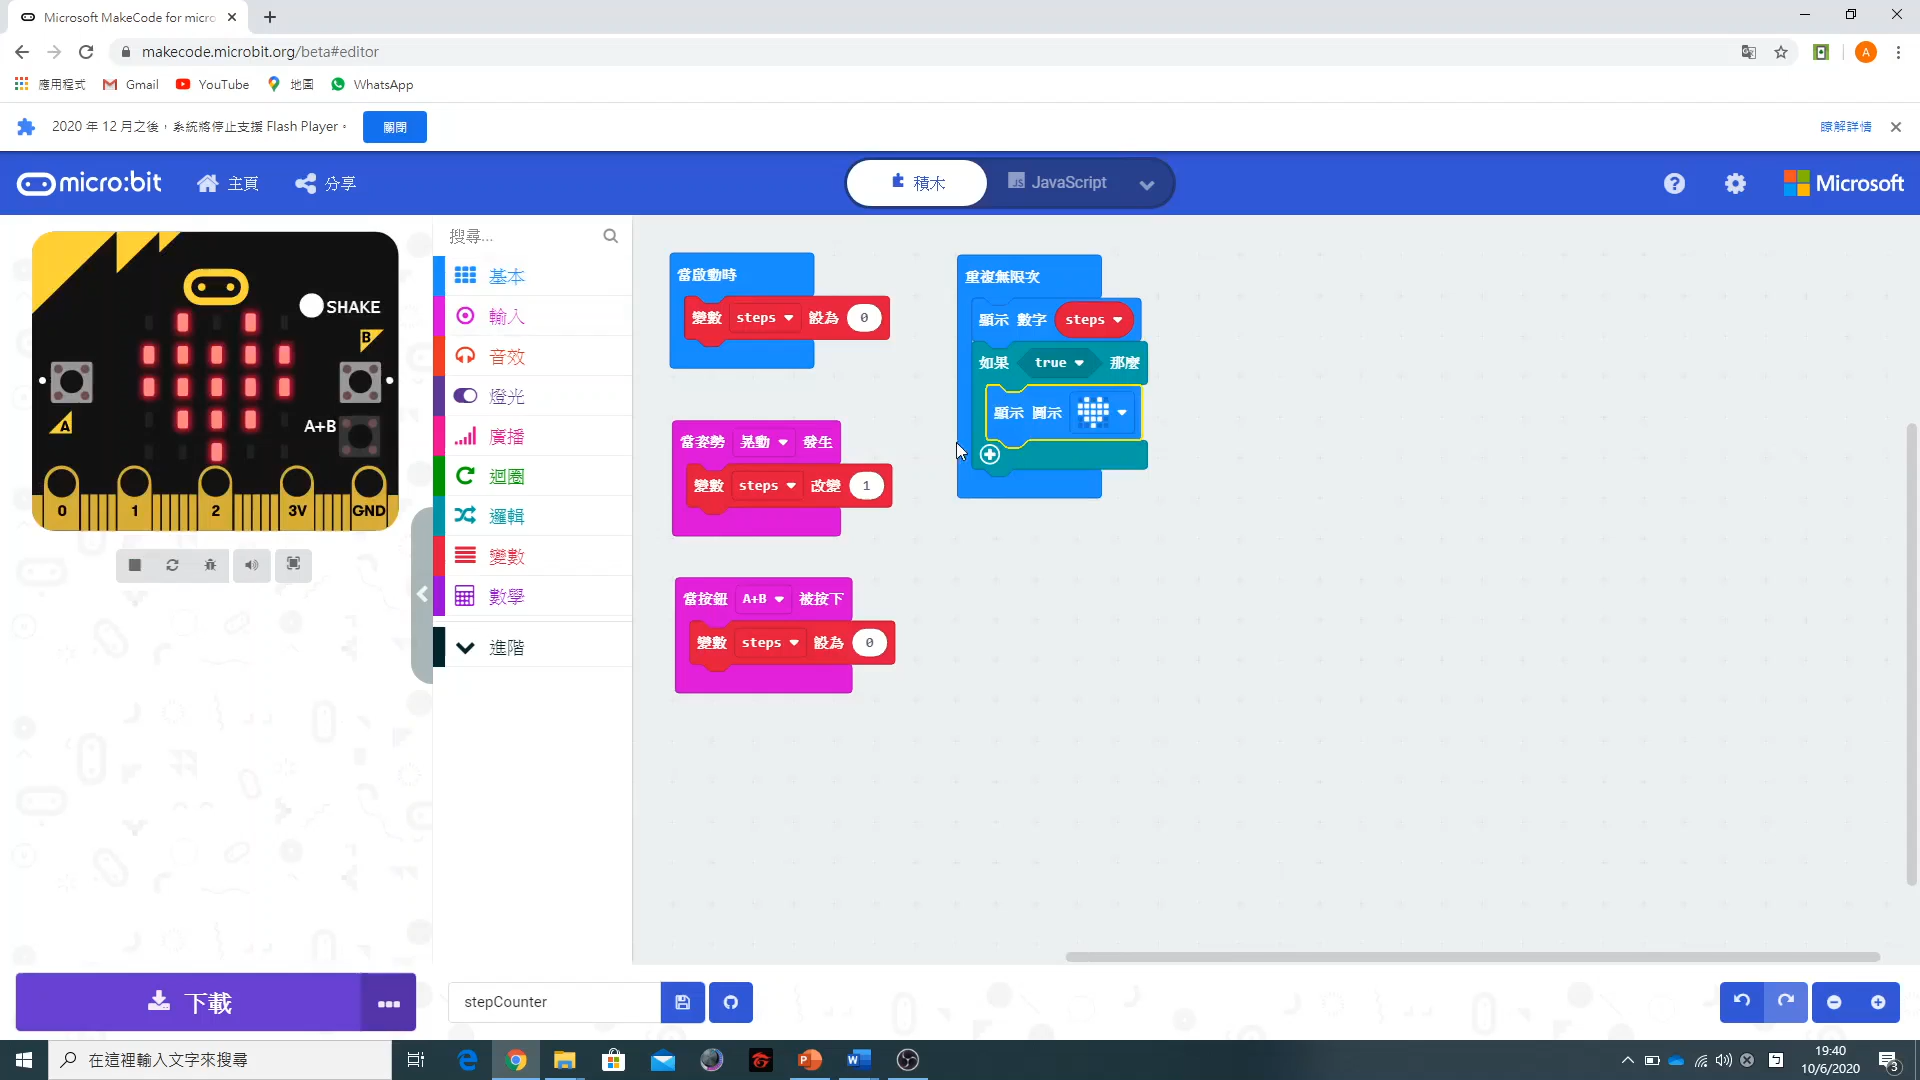 Microsoft MakeCode for micro
makecode.microbit.org/beta#editor
A
應用程式
Gmail
YouTube
地圖
WhatsApp
2020 年 12 月之後，系統將停止支援 Flash Player。
關閉
瞭解詳情
micro:bit
主頁
分享
積木
JS JavaScript
?
Microsoft
SHAKE
B
A
A+B
0 1 2 3V GND
搜尋...
基本
輸入
音效
燈光
廣播
迴圈
邏輯
變數
數學
進階
當啟動時
變數 steps 設為 0
當姿勢 晃動 發生
變數 steps 改變 1
當按鈕 A+B 被按下
變數 steps 設為 0
重複無限次
顯示 數字 steps
如果 true 那麼
顯示 圖示
下載
stepCounter
在這裡輸入文字來搜尋
19:40
10/6/2020
3